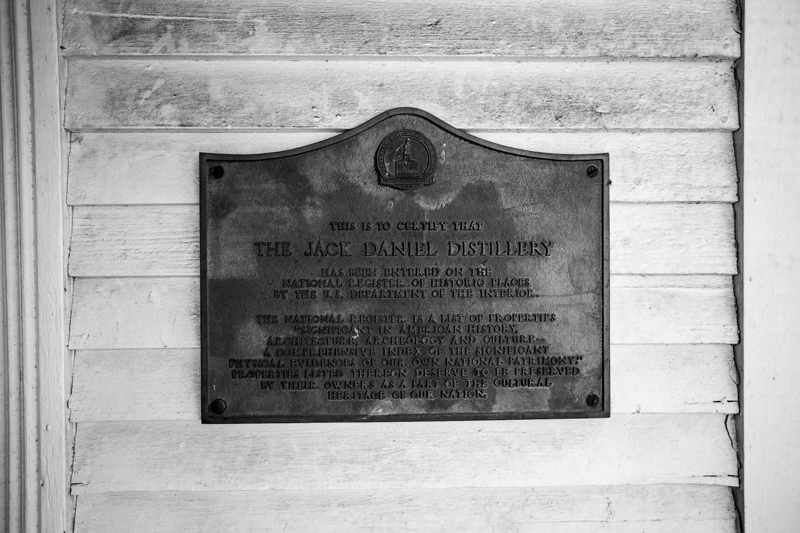 THIS IS TO CERTIFY THAT
THE JACK DANIEL DISTILLERY
HAS BEEN ENTERED ON THE
NATIONAL REGISTER OF HISTORIC PLACES
BY THE U.S. DEPARTMENT OF THE INTERIOR.
THE NATIONAL REGISTER IS A LIST OF PROPERTIES
"SIGNIFICANT IN AMERICAN HISTORY,
ARCHITECTURE, ARCHEOLOGY AND CULTURE--
A COMPREHENSIVE INDEX OF THE SIGNIFICANT
PHYSICAL EVIDENCES OF OUR OWN NATIONAL PATRIMONY."
PROPERTIES LISTED THEREON DESERVE TO BE PRESERVED
BY THEIR OWNERS AS A PART OF THE CULTURAL
HERITAGE OF OUR NATION.